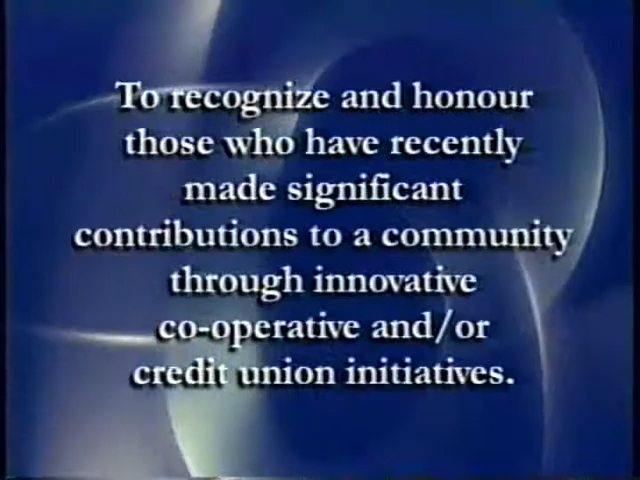 To recognize and honour
those who have recently
made significant
contributions to a community
through innovative
co-operative and/or
credit union initiatives.